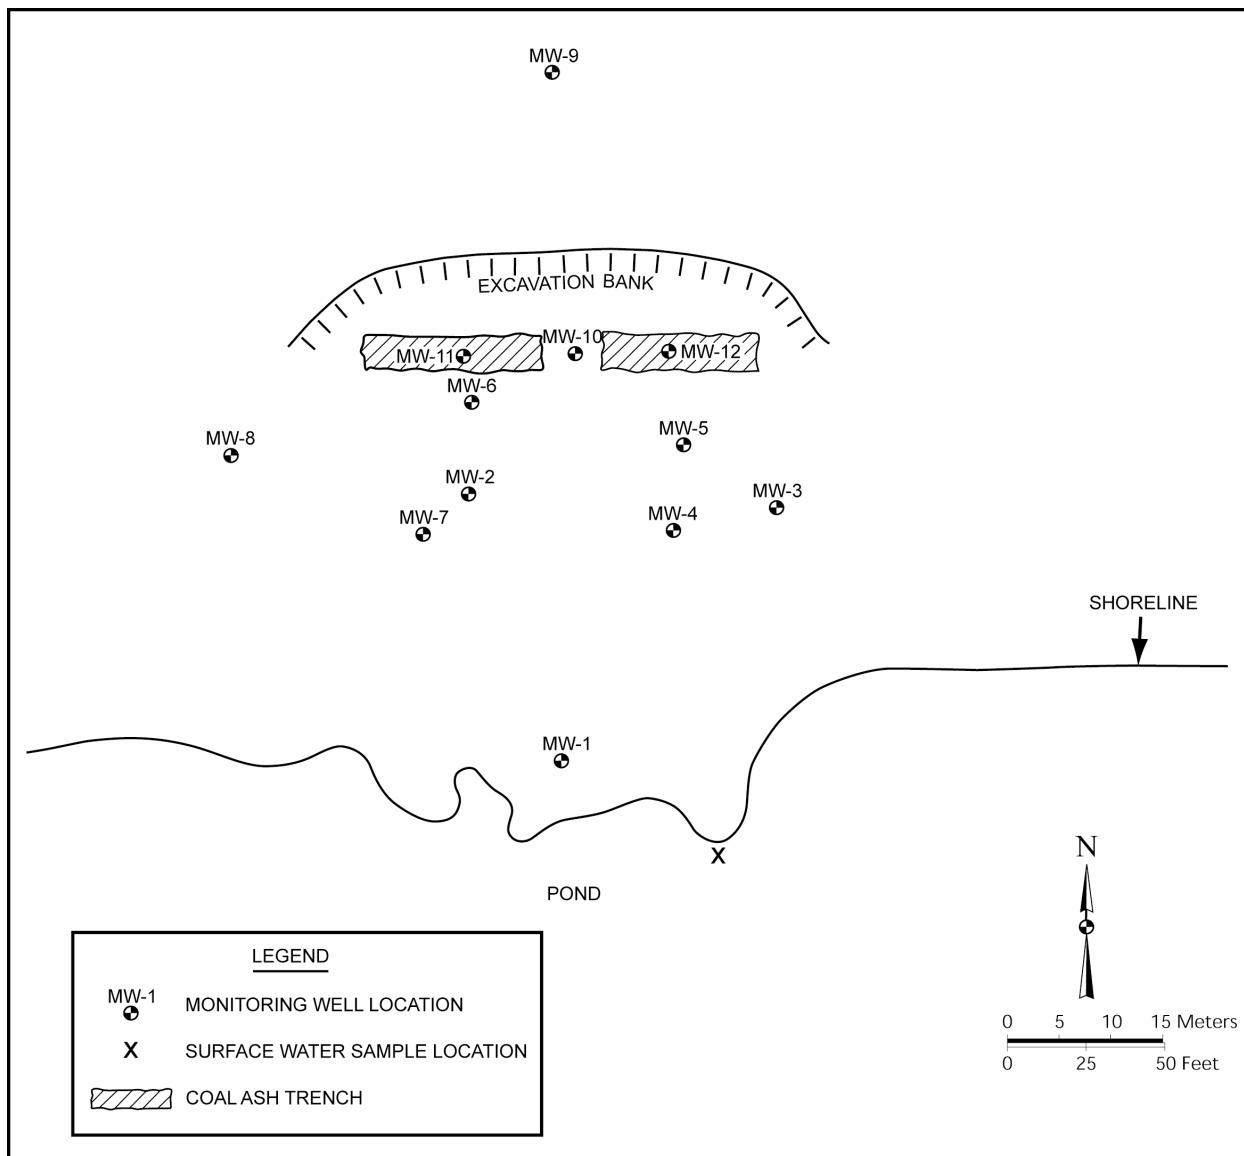 MW-9
EXCAVATION BANK
MW-10
MW-11
MW-12
MW-6
MW-8
MW-5
MW-2
MW-3
MW-7
MW-4
SHORELINE
MW-1
X
POND
N
LEGEND
MW-1
MONITORING WELL LOCATION
X SURFACE WATER SAMPLE LOCATION
COAL ASH TRENCH
0 5 10 15 Meters
0 25 50 Feet